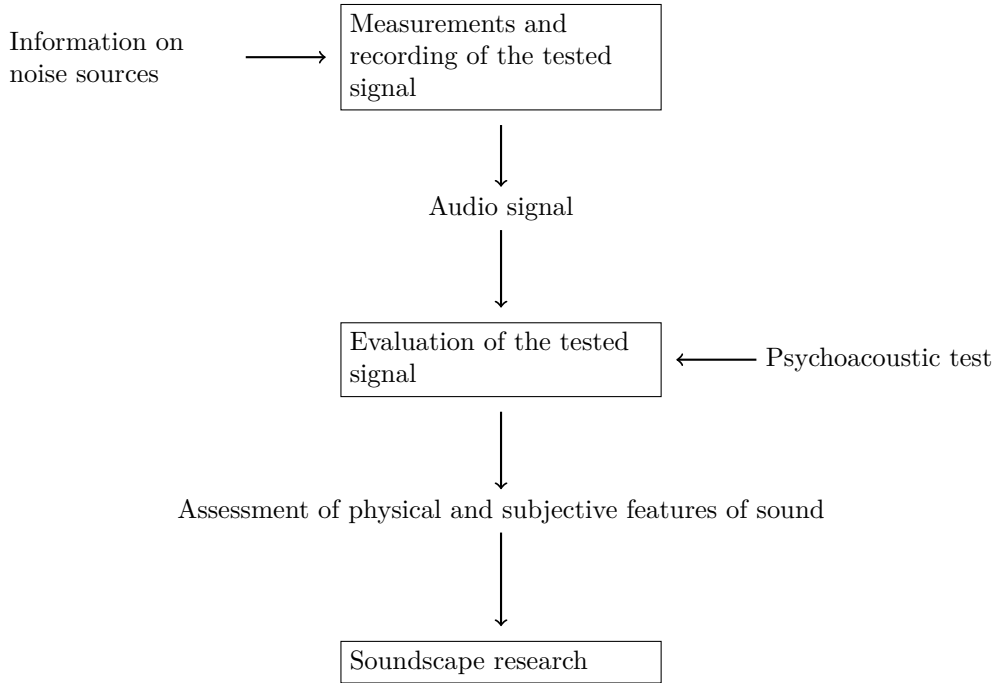 Information on
noise sources
Measurements and
recording of the tested
signal
Audio signal
Evaluation of the tested
signal
Psychoacoustic test
Assessment of physical and subjective features of sound
Soundscape research